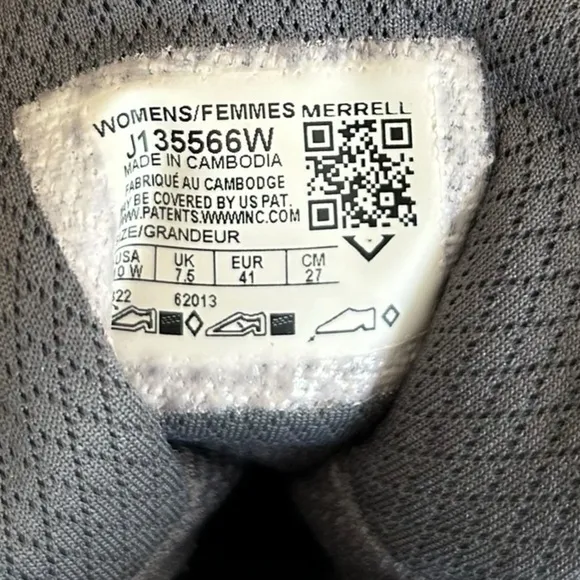 WOMENS/FEMMES MERRELL
J135566W
MADE IN CAMBODIA
FABRIQUÉ AU CAMBODGE
BE COVERED BY US PAT.
WWW.PATENTS.WWWINC.COM
/GRANDEUR
USA UK EUR CM
W 7.5 41 27
62013